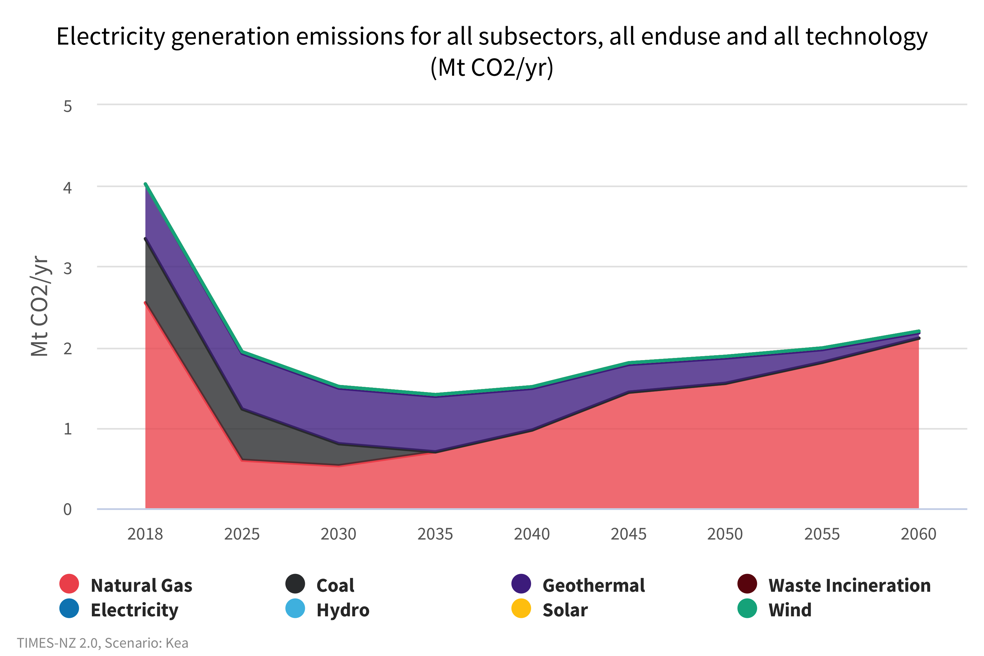 Electricity generation emissions for all subsectors, all enduse and all technology
(Mt CO2/yr)
Mt CO2/yr
5
4
3
2
1
0
2018 2025 2030 2035 2040 2045 2050 2055 2060
Natural Gas Coal Geothermal Waste Incineration
Electricity Hydro Solar Wind
TIMES-NZ 2.0, Scenario: Kea